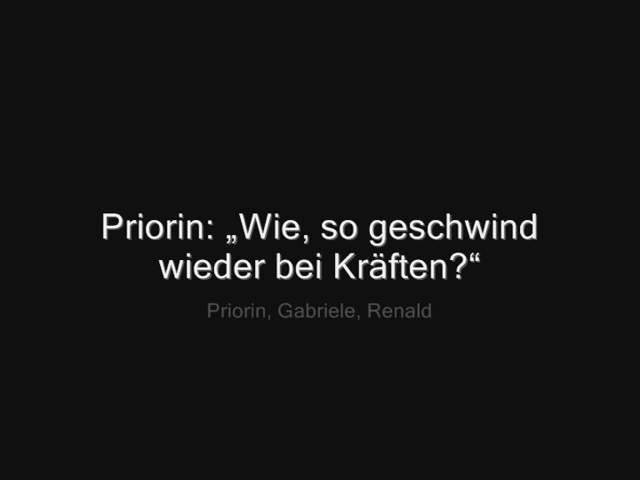 Priorin: „Wie, so geschwind
wieder bei Kräften?“
Priorin, Gabriele, Renald